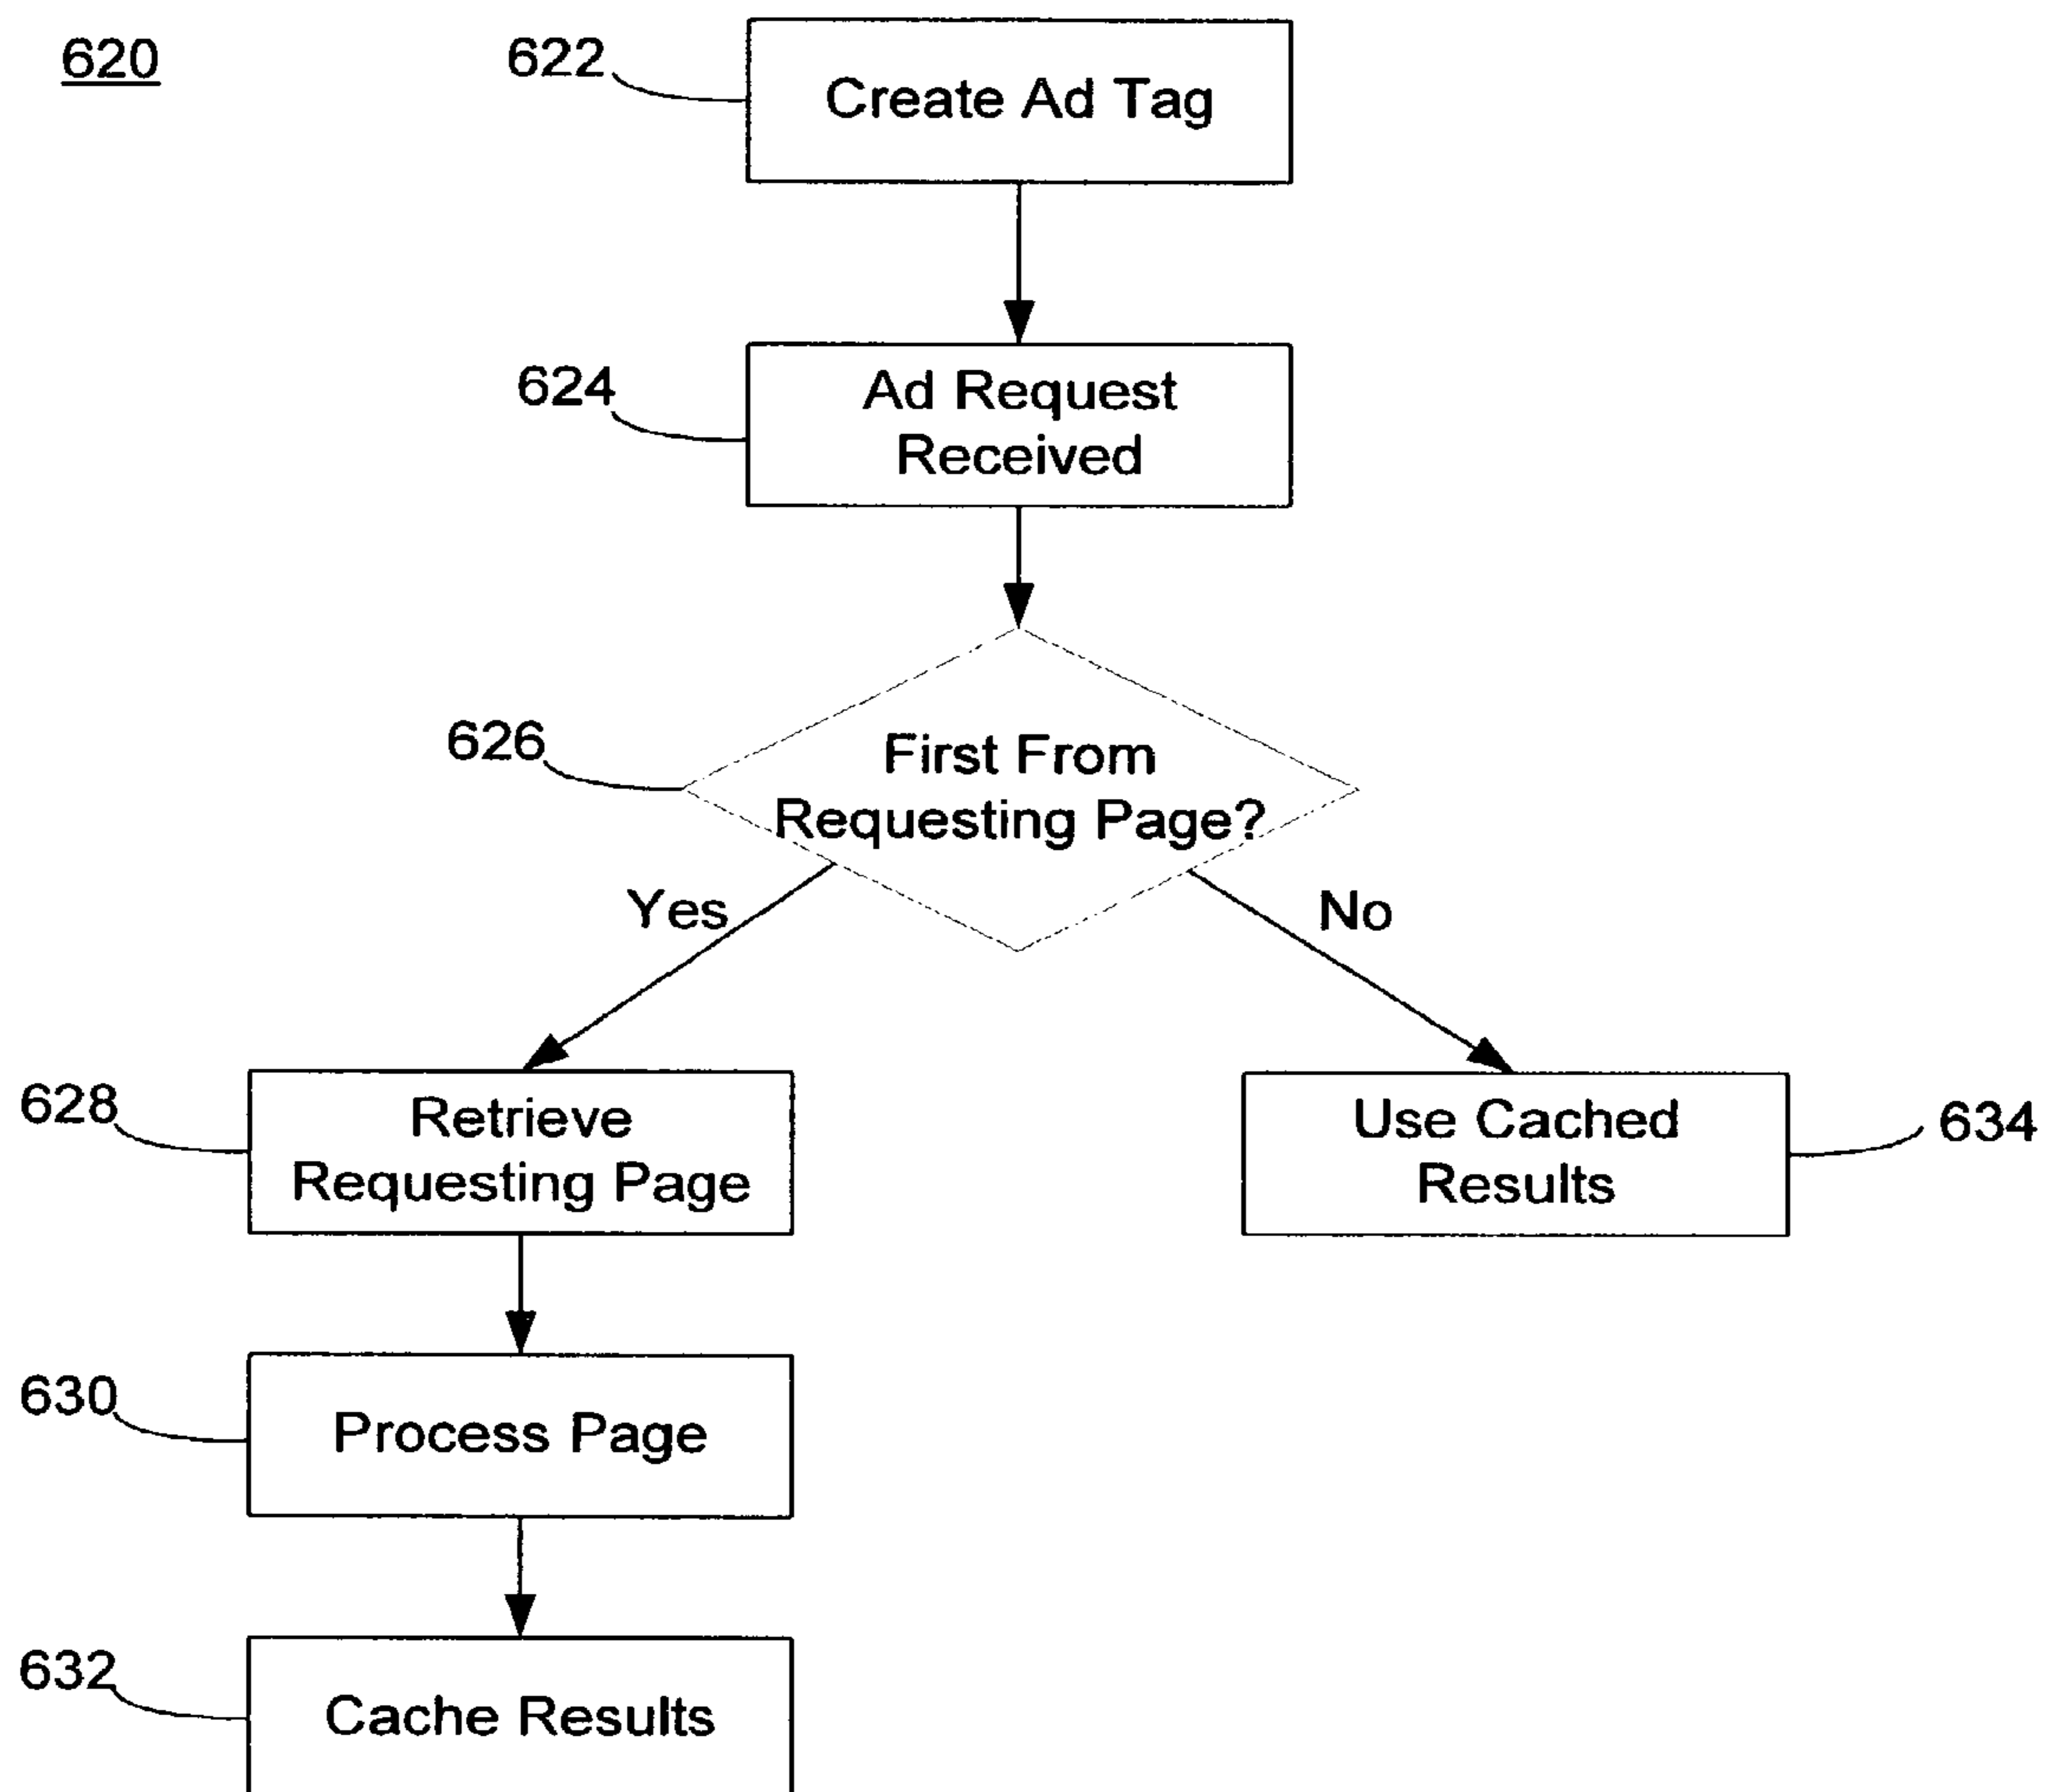 620
622
Create Ad Tag
624
Ad Request
Received
626
First From
Requesting Page?
Yes
No
628
Retrieve
Requesting Page
Use Cached
Results
634
630
Process Page
632
Cache Results